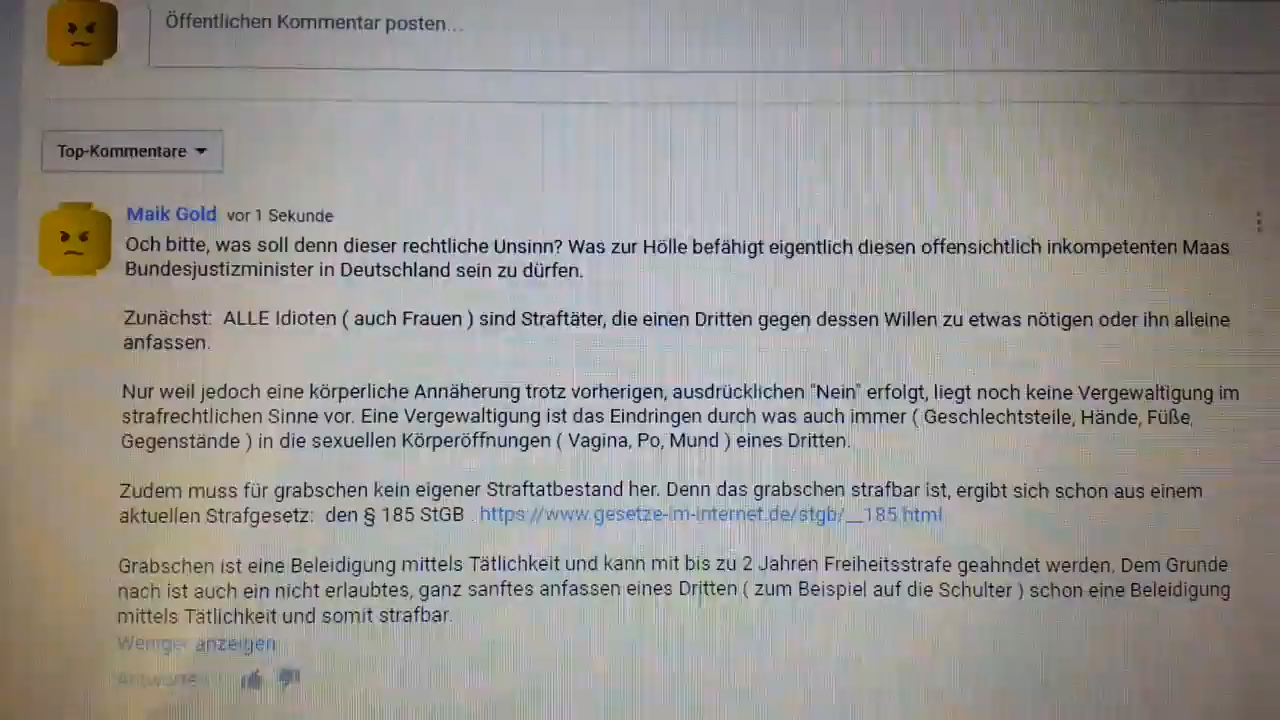 Öffentlichen Kommentar posten...
Top-Kommentare
Maik Gold vor 1 Sekunde
Och bitte, was soll denn dieser rechtliche Unsinn? Was zur Hölle befähigt eigentlich diesen offensichtlich inkompetenten Maas
Bundesjustizminister in Deutschland sein zu dürfen.
Zunächst: ALLE Idioten ( auch Frauen ) sind Straftäter, die einen Dritten gegen dessen Willen zu etwas nötigen oder ihn alleine
anfassen.
Nur weil jedoch eine körperliche Annäherung trotz vorherigen, ausdrücklichen "Nein" erfolgt, liegt noch keine Vergewaltigung im
strafrechtlichen Sinne vor. Eine Vergewaltigung ist das Eindringen durch was auch immer ( Geschlechtsteile, Hände, Füße,
Gegenstände ) in die sexuellen Körperöffnungen ( Vagina, Po, Mund ) eines Dritten.
Zudem muss für grabschen kein eigener Straftatbestand her. Denn das grabschen strafbar ist, ergibt sich schon aus einem
aktuellen Strafgesetz: den § 185 StGB . https://www.gesetze-im-internet.de/stgb/__185.html
Grabschen ist eine Beleidigung mittels Tätlichkeit und kann mit bis zu 2 Jahren Freiheitsstrafe geahndet werden. Dem Grunde
nach ist auch ein nicht erlaubtes, ganz sanftes anfassen eines Dritten ( zum Beispiel auf die Schulter ) schon eine Beleidigung
mittels Tätlichkeit und somit strafbar.
Weniger anzeigen
Antworten